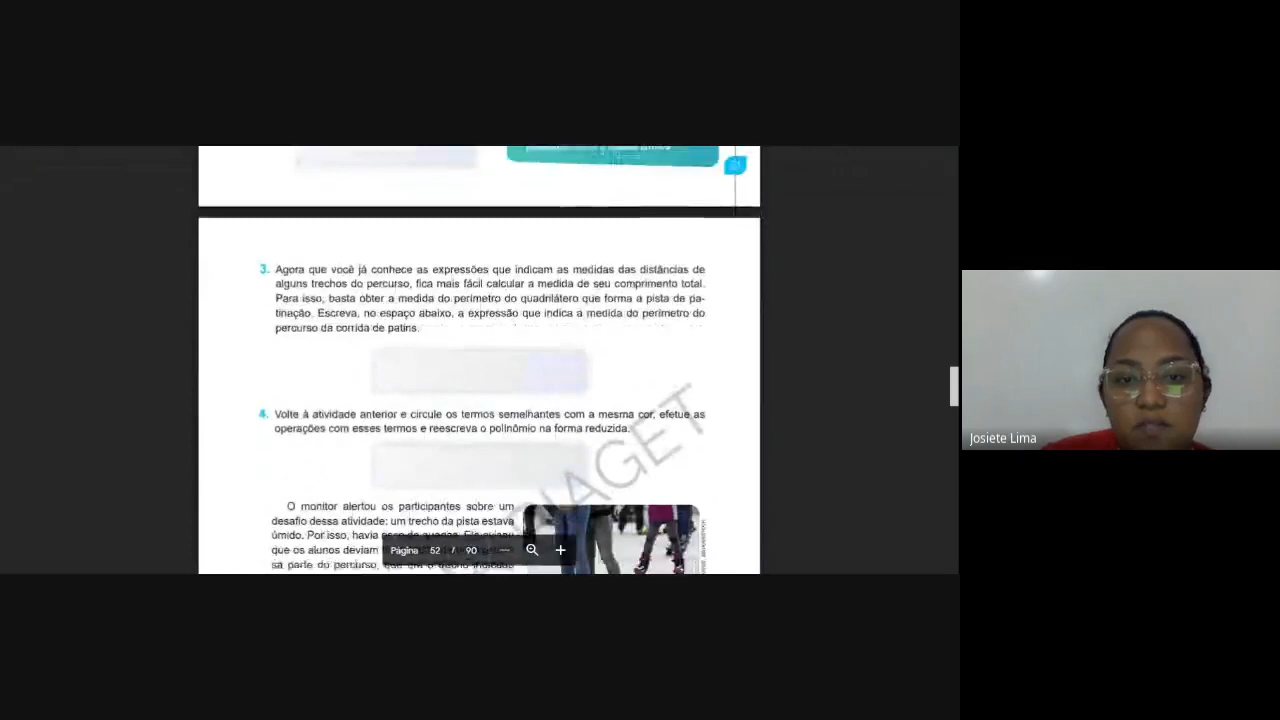 3. Agora que você já conhece as expressões que indicam as medidas das distâncias de
alguns trechos do percurso, fica mais fácil calcular a medida de seu comprimento total.
Para isso, basta obter a medida do perímetro do quadrilátero que forma a pista de pa-
tinação. Escreva, no espaço abaixo, a expressão que indica a medida do perímetro do
percurso da corrida de patins.
4. Volte à atividade anterior e circule os termos semelhantes com a mesma cor, efetue as
operações com esses termos e reescreva o polinômio na forma reduzida.
PIAGET
O monitor alertou os participantes sobre um
desafio dessa atividade: um trecho da pista estava
úmido. Por isso, havia
que os alunos deviam
sa parte do percurso,
Página 52 / 90
Josiete Lima